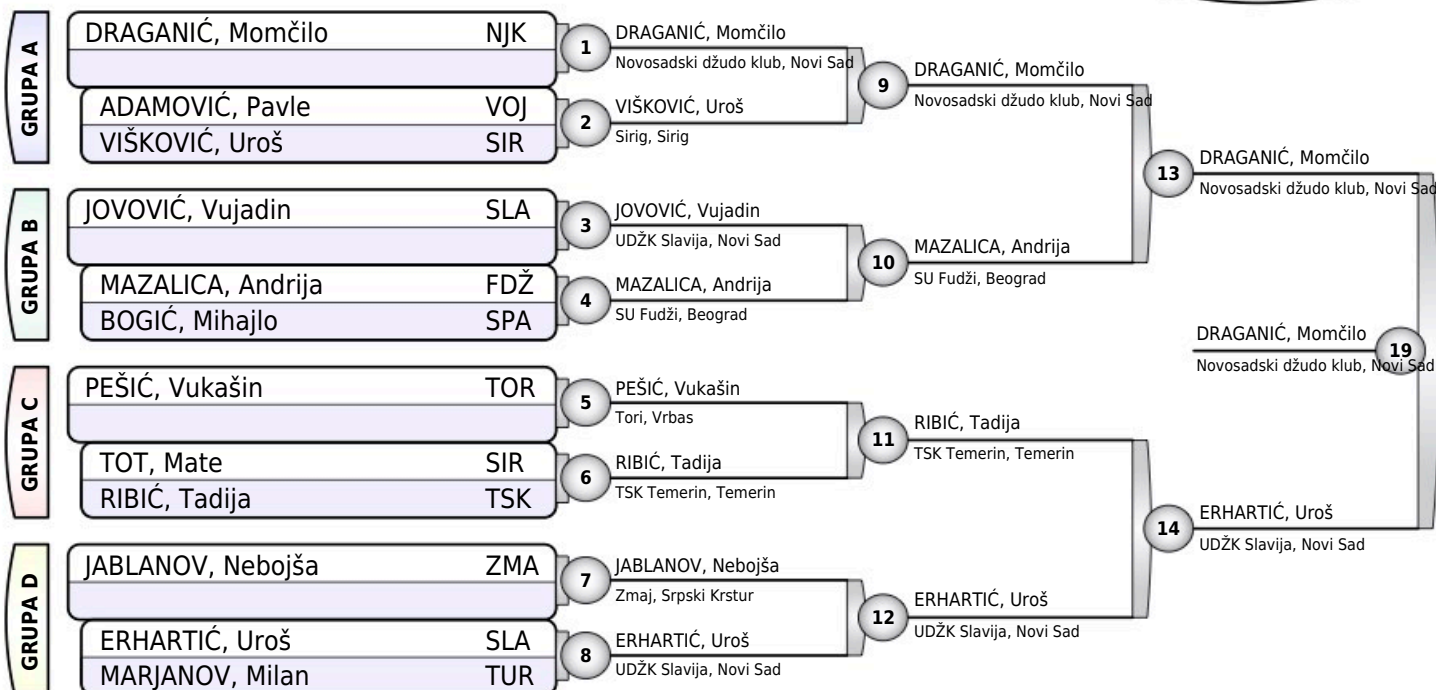 GRUPA A
DRAGANIĆ, Momčilo NJK
ADAMOVIĆ, Pavle VOJ
VIŠKOVIĆ, Uroš SIR
GRUPA B
JOVOVIĆ, Vujadin SLA
MAZALICA, Andrija FDŽ
BOGIĆ, Mihajlo SPA
GRUPA C
PEŠIĆ, Vukašin TOR
TOT, Mate SIR
RIBIĆ, Tadija TSK
GRUPA D
JABLANOV, Nebojša ZMA
ERHARTIĆ, Uroš SLA
MARJANOV, Milan TUR
1
DRAGANIĆ, Momčilo
Novosadski džudo klub, Novi Sad
2
VIŠKOVIĆ, Uroš
Sirig, Sirig
3
JOVOVIĆ, Vujadin
UDŽK Slavija, Novi Sad
4
MAZALICA, Andrija
SU Fudži, Beograd
5
PEŠIĆ, Vukašin
Tori, Vrbas
6
RIBIĆ, Tadija
TSK Temerin, Temerin
7
JABLANOV, Nebojša
Zmaj, Srpski Krstur
8
ERHARTIĆ, Uroš
UDŽK Slavija, Novi Sad
9
DRAGANIĆ, Momčilo
Novosadski džudo klub, Novi Sad
10
MAZALICA, Andrija
SU Fudži, Beograd
11
RIBIĆ, Tadija
TSK Temerin, Temerin
12
ERHARTIĆ, Uroš
UDŽK Slavija, Novi Sad
13
DRAGANIĆ, Momčilo
Novosadski džudo klub, Novi Sad
14
ERHARTIĆ, Uroš
UDŽK Slavija, Novi Sad
DRAGANIĆ, Momčilo
19
Novosadski džudo klub, Novi Sad